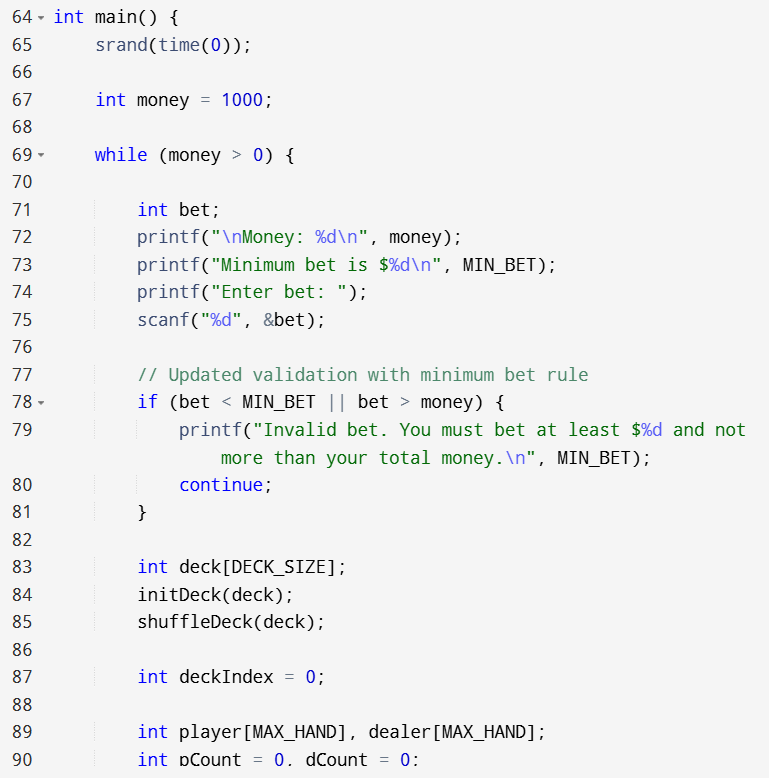 64 int main() {
65     srand(time(0));
66
67     int money = 1000;
68
69     while (money > 0) {
70
71         int bet;
72         printf("\nMoney: %d\n", money);
73         printf("Minimum bet is $%d\n", MIN_BET);
74         printf("Enter bet: ");
75         scanf("%d", &bet);
76
77         // Updated validation with minimum bet rule
78         if (bet < MIN_BET || bet > money) {
79             printf("Invalid bet. You must bet at least $%d and not
                more than your total money.\n", MIN_BET);
80             continue;
81         }
82
83         int deck[DECK_SIZE];
84         initDeck(deck);
85         shuffleDeck(deck);
86
87         int deckIndex = 0;
88
89         int player[MAX_HAND], dealer[MAX_HAND];
90         int pCount = 0, dCount = 0;